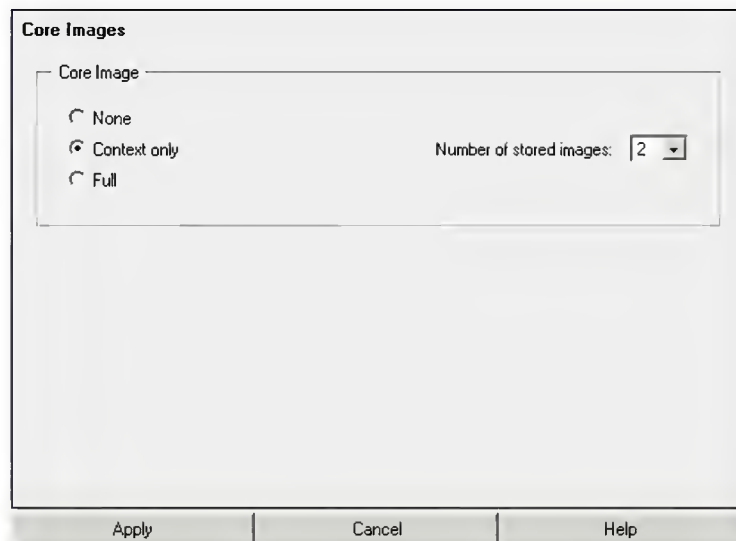 Core Images
Core Image
None
Context only
Number of stored images: 2
Full
Apply Cancel Help